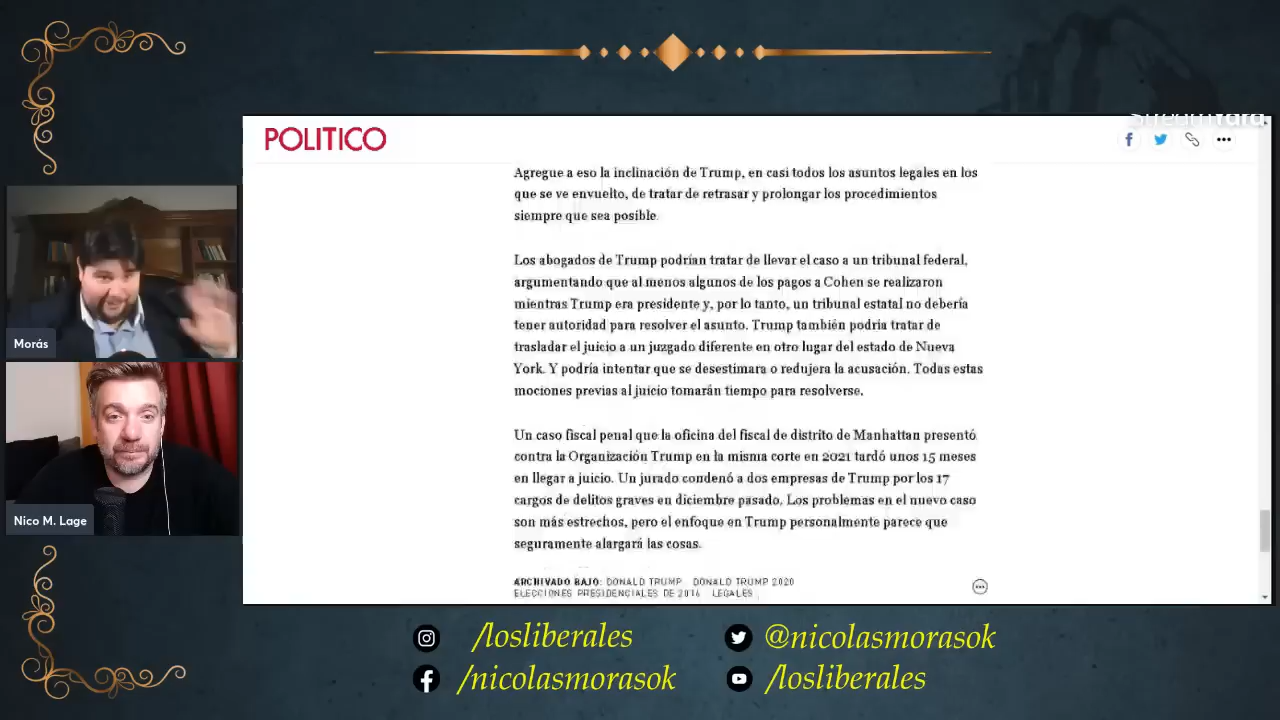 StreamYard
POLITICO
Agregue a eso la inclinación de Trump, en casi todos los asuntos legales en los
que se ve envuelto, de tratar de retrasar y prolongar los procedimientos
siempre que sea posible.
Los abogados de Trump podrían tratar de llevar el caso a un tribunal federal,
argumentando que al menos algunos de los pagos a Cohen se realizaron
mientras Trump era presidente y, por lo tanto, un tribunal estatal no debería
tener autoridad para resolver el asunto. Trump también podría tratar de
trasladar el juicio a un juzgado diferente en otro lugar del estado de Nueva
York. Y podría intentar que se desestimara o redujera la acusación. Todas estas
mociones previas al juicio tomarán tiempo para resolverse.
Un caso fiscal penal que la oficina del fiscal de distrito de Manhattan presentó
contra la Organización Trump en la misma corte en 2021 tardó unos 15 meses
en llegar a juicio. Un jurado condenó a dos empresas de Trump por los 17
cargos de delitos graves en diciembre pasado. Los problemas en el nuevo caso
son más estrechos, pero el enfoque en Trump personalmente parece que
seguramente alargará las cosas.
ARCHIVADO BAJO: DONALD TRUMP DONALD TRUMP 2020
ELECCIONES PRESIDENCIALES DE 2016 LEGALES
Morás
Nico M. Lage
/losliberales
@nicolasmorasok
/nicolasmorasok
/losliberales